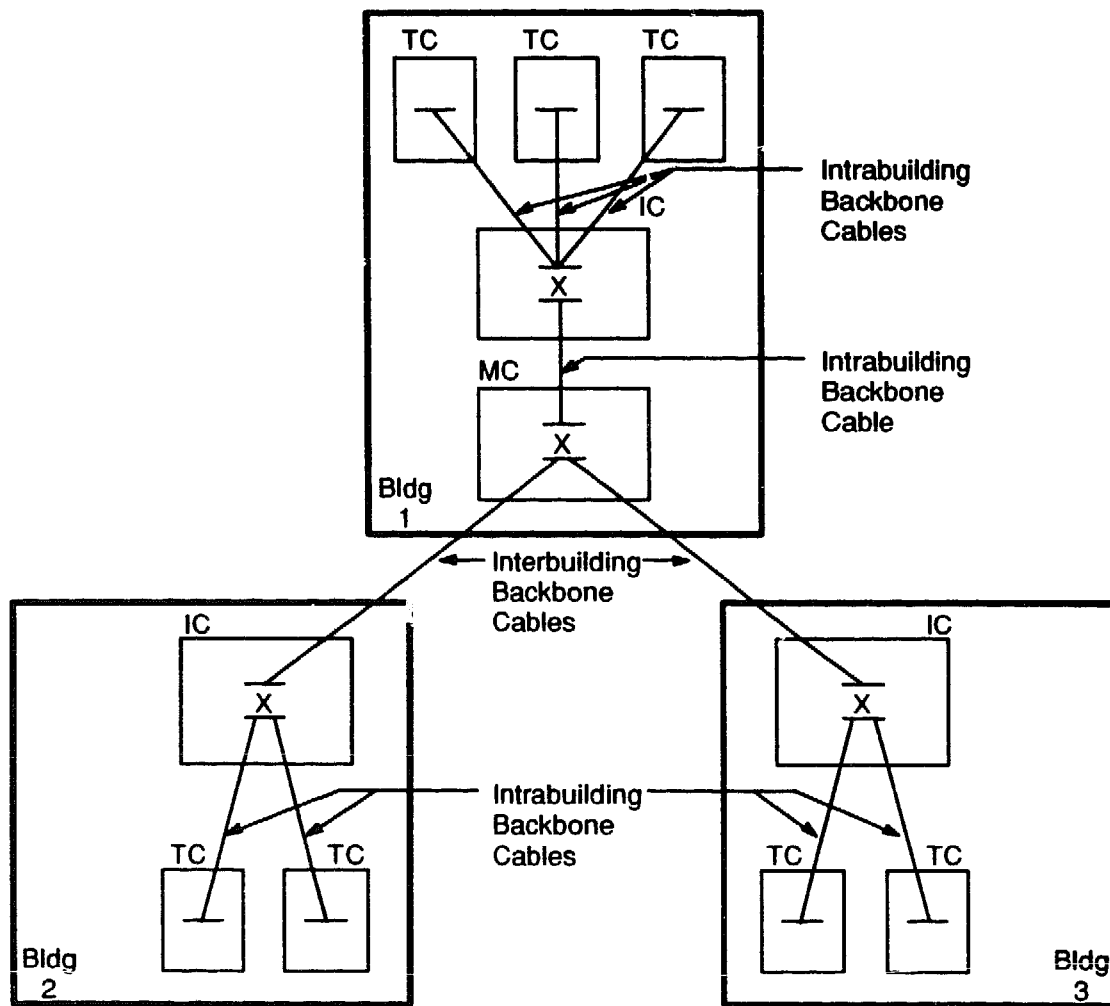 TC TC TC
Intrabuilding
Backbone
Cables
IC
X
Intrabuilding
Backbone
Cable
MC
X
Bldg
1
Interbuilding
Backbone
Cables
IC IC
X X
Intrabuilding
Backbone
Cables
TC TC TC TC
Bldg
2
Bldg
3